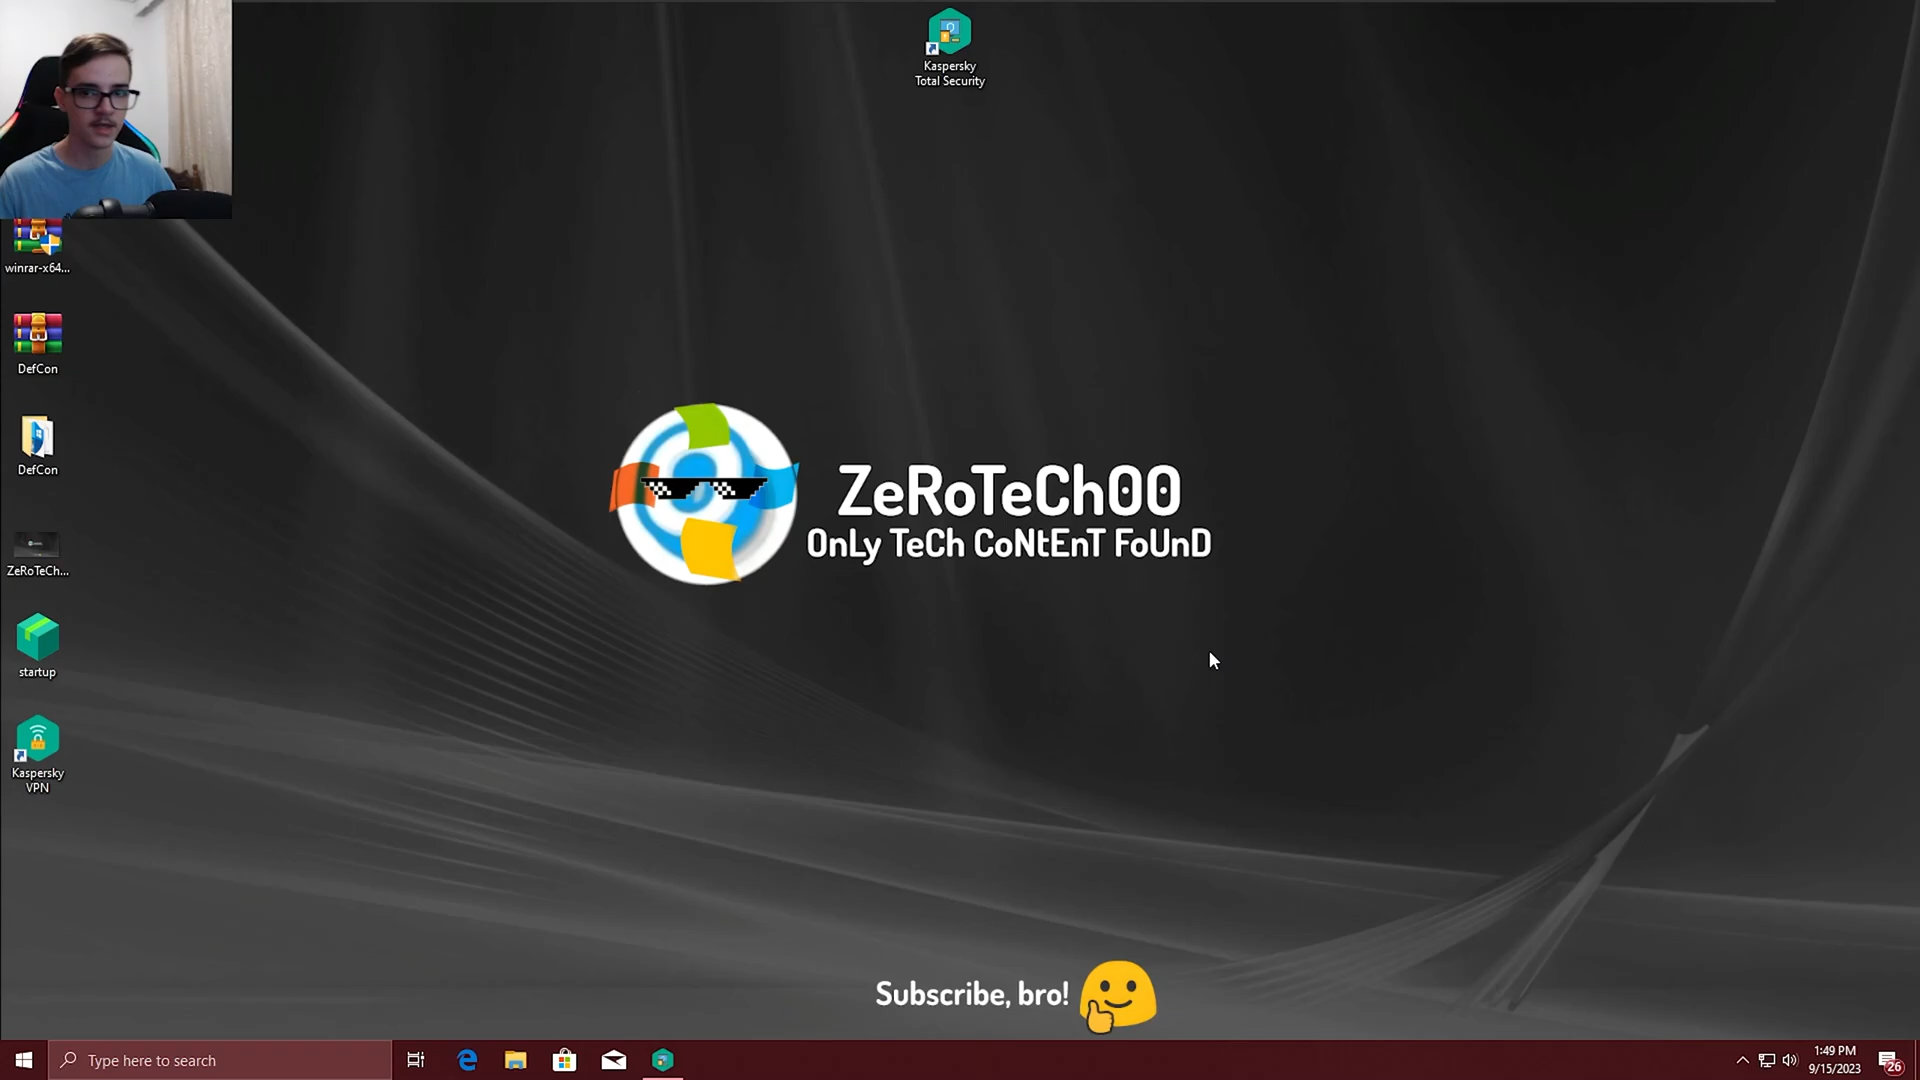 Kaspersky
Total Security
winrar-x64...
DefCon
DefCon
ZeRoTeCh...
startup
Kaspersky
VPN
ZeRoTeCh00
OnLy TeCh CoNtEnT FoUnD
Subscribe, bro!
Type here to search
1:49 PM
9/15/2023
26